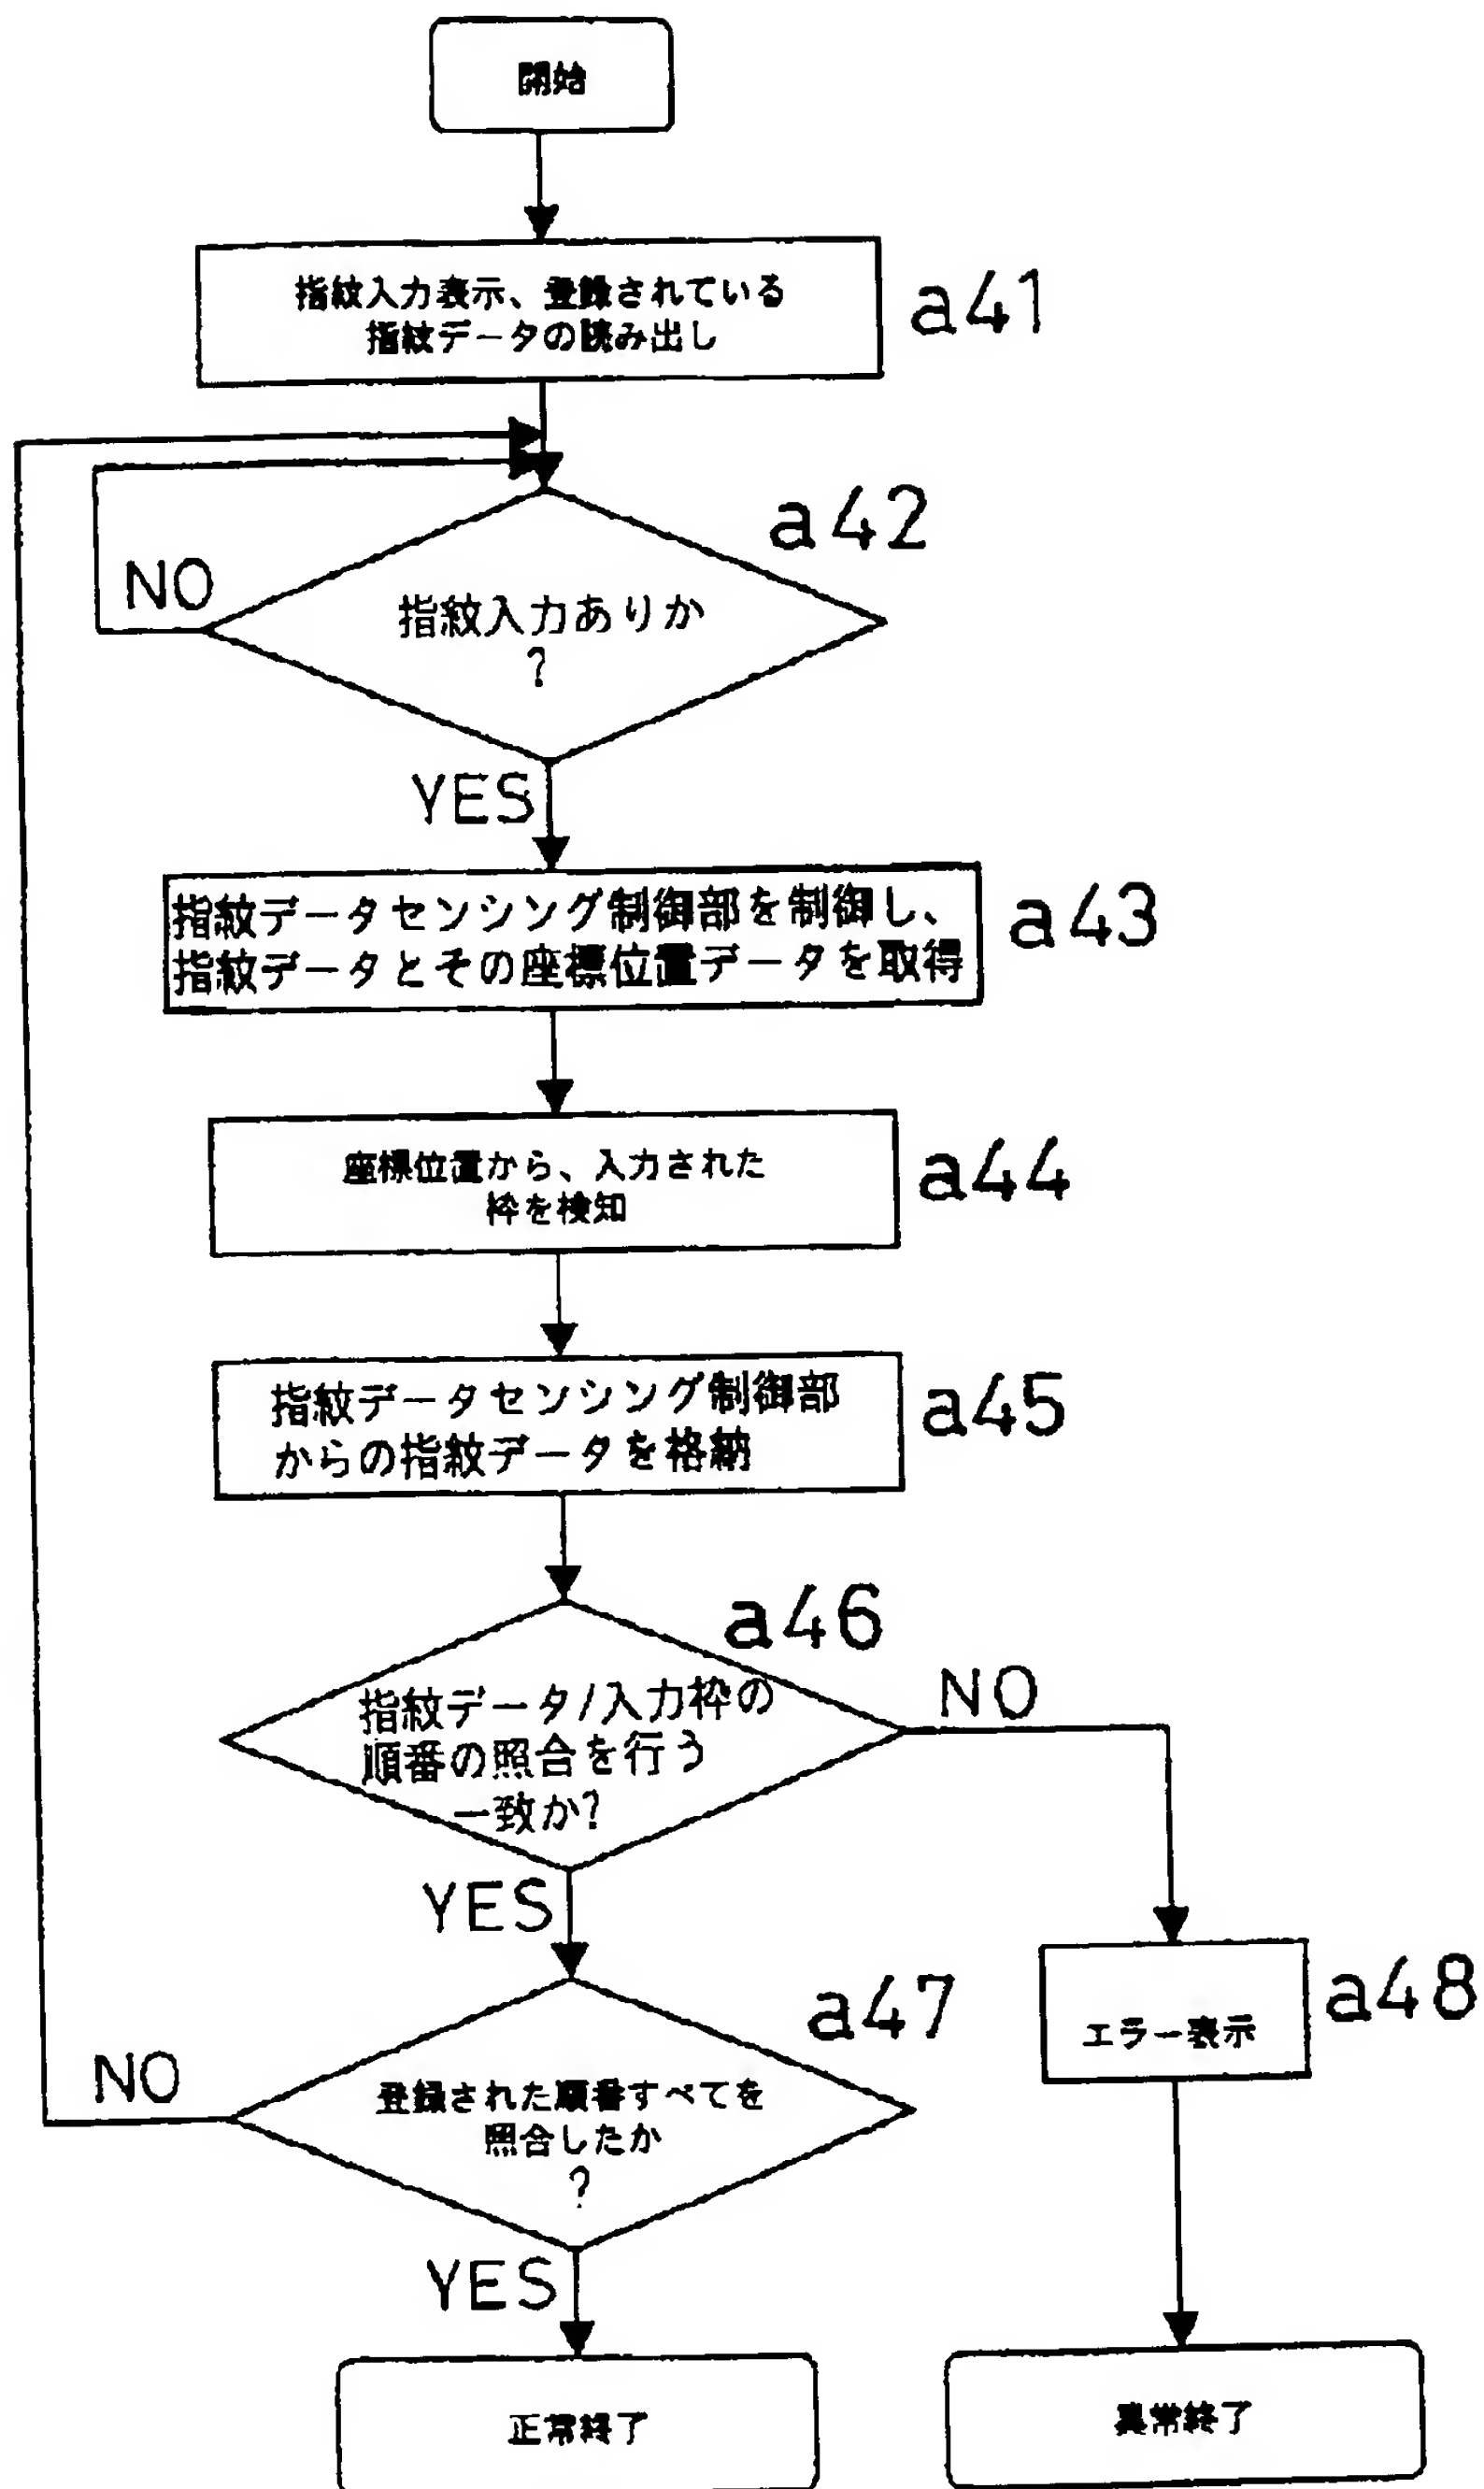 開始
指紋入力表示、登録されている
指紋データの読み出し
a41
a42
NO
指紋入力ありか
?
YES
指紋データセンシング制御部を制御し、
指紋データとその座標位置データを取得
a43
座標位置から、入力された
枠を検知
a44
指紋データセンシング制御部
からの指紋データを格納
a45
a46
指紋データ/入力枠の
順番の照合を行う
一致か?
NO
YES
a47
登録された順番すべてを
照合したか
?
NO
YES
エラー表示
a48
正常終了
異常終了